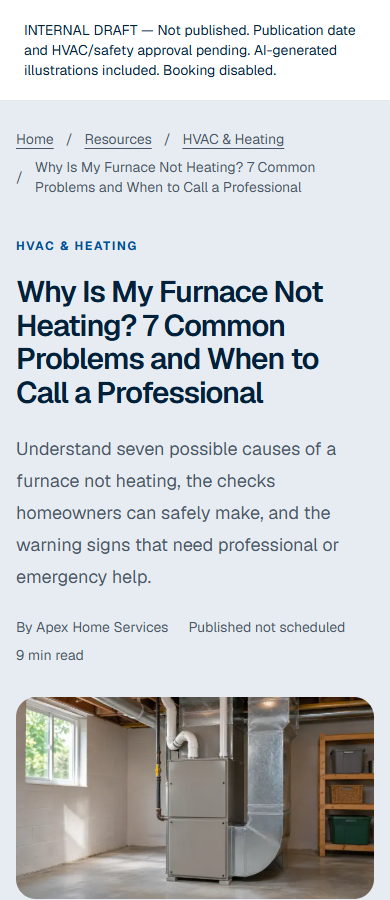 INTERNAL DRAFT — Not published. Publication date
and HVAC/safety approval pending. AI-generated
illustrations included. Booking disabled.
Home / Resources / HVAC & Heating
/ Why Is My Furnace Not Heating? 7 Common
Problems and When to Call a Professional
HVAC & HEATING
Why Is My Furnace Not
Heating? 7 Common
Problems and When to
Call a Professional
Understand seven possible causes of a
furnace not heating, the checks
homeowners can safely make, and the
warning signs that need professional or
emergency help.
By Apex Home Services Published not scheduled
9 min read